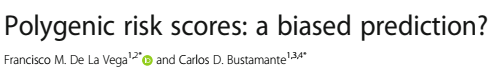 Polygenic risk scores: a biased prediction?
Francisco M. De La Vega1,2* and Carlos D. Bustamante1,3,4*